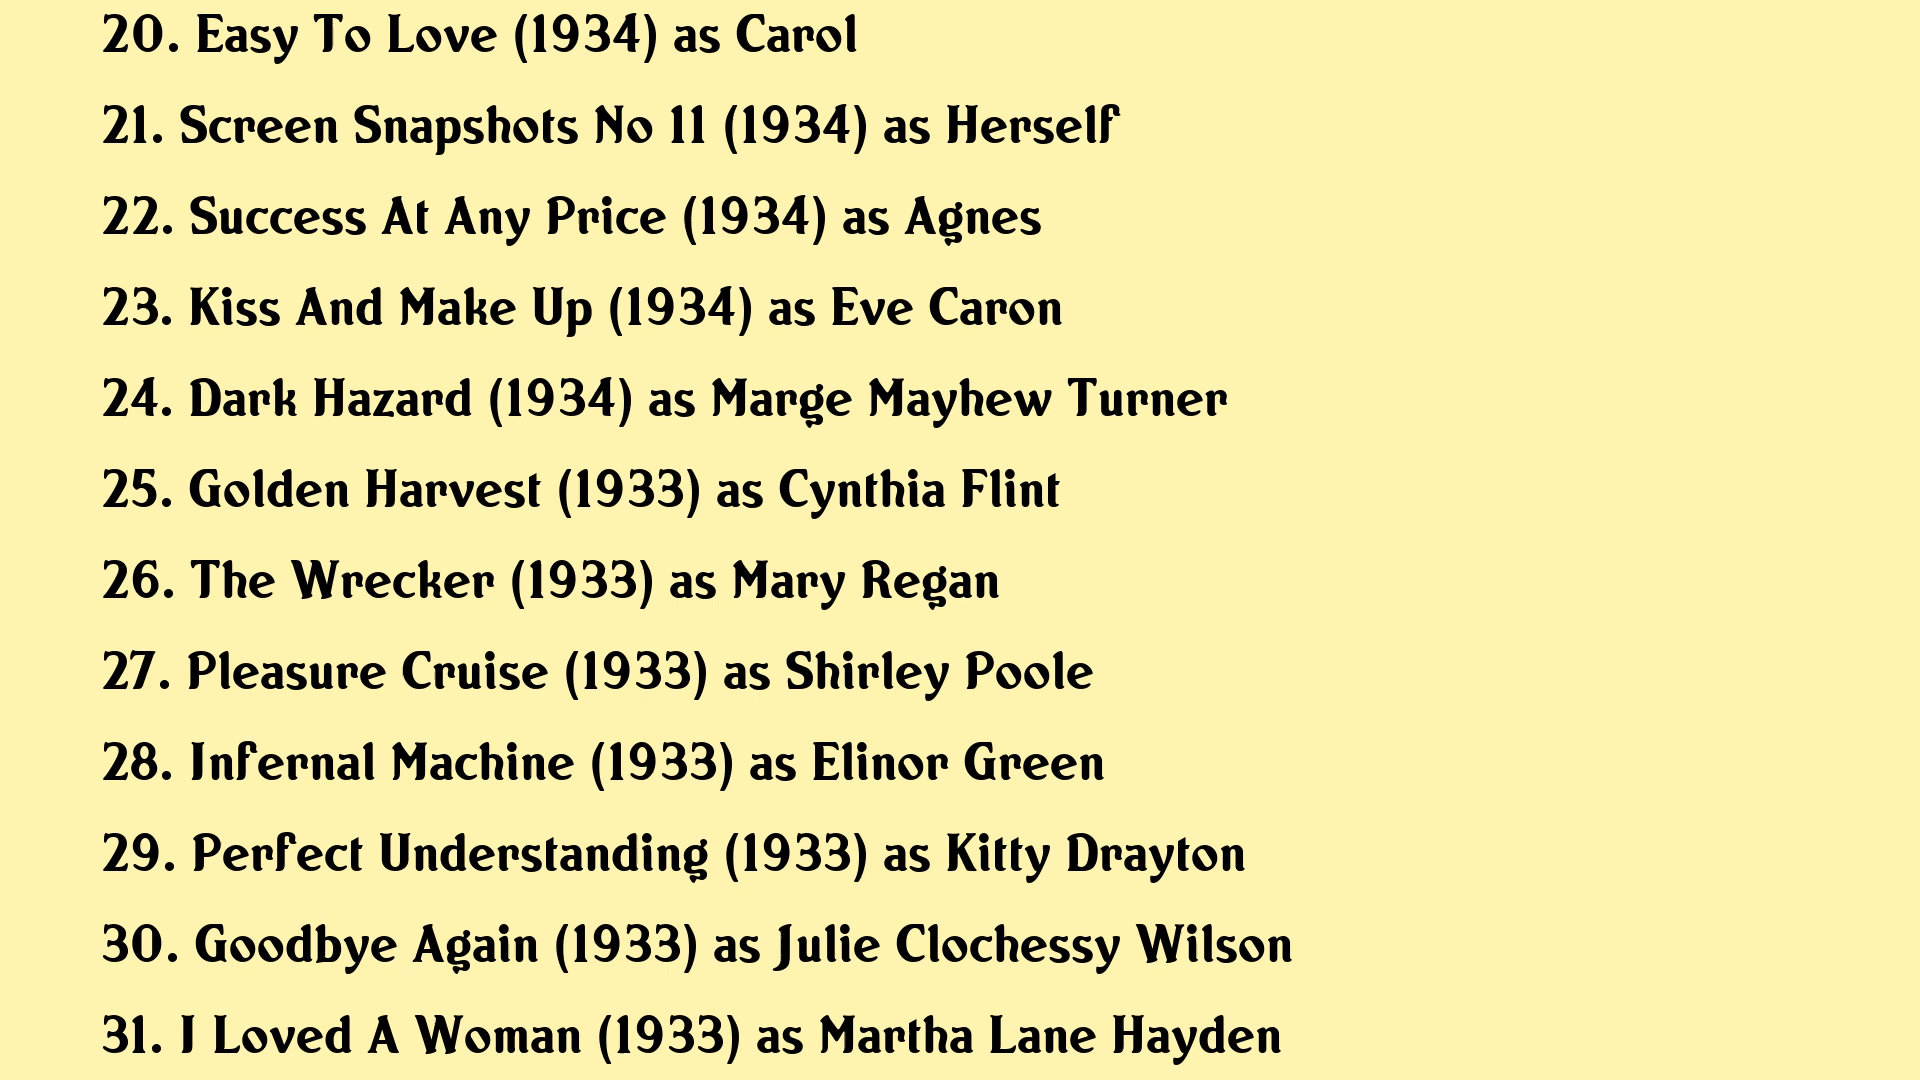 20. Easy To Love (1934) as Carol
21. Screen Snapshots No 11 (1934) as Herself
22. Success At Any Price (1934) as Agnes
23. Kiss And Make Up (1934) as Eve Caron
24. Dark Hazard (1934) as Marge Mayhew Turner
25. Golden Harvest (1933) as Cynthia Flint
26. The Wrecker (1933) as Mary Regan
27. Pleasure Cruise (1933) as Shirley Poole
28. Infernal Machine (1933) as Elinor Green
29. Perfect Understanding (1933) as Kitty Drayton
30. Goodbye Again (1933) as Julie Clochessy Wilson
31. I Loved A Woman (1933) as Martha Lane Hayden